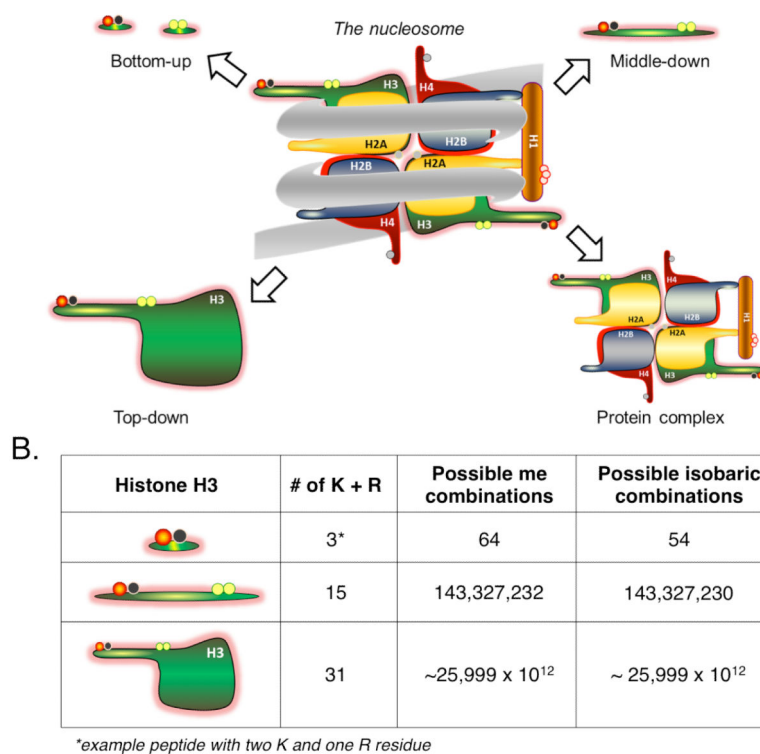 The nucleosome
Bottom-up
Middle-down
H3
H4
H2A
H2B
H2B
H2A
H1
H4
H3
H3
Top-down
H3
H4
H2A
H2B
H1
H2B
H2A
H4
H3
Protein complex
B.
Histone H3
# of K + R
Possible me
combinations
Possible isobaric
combinations
3*
64
54
15
143,327,232
143,327,230
H3
31
~25,999 x 10¹²
~ 25,999 x 10¹²
*example peptide with two K and one R residue